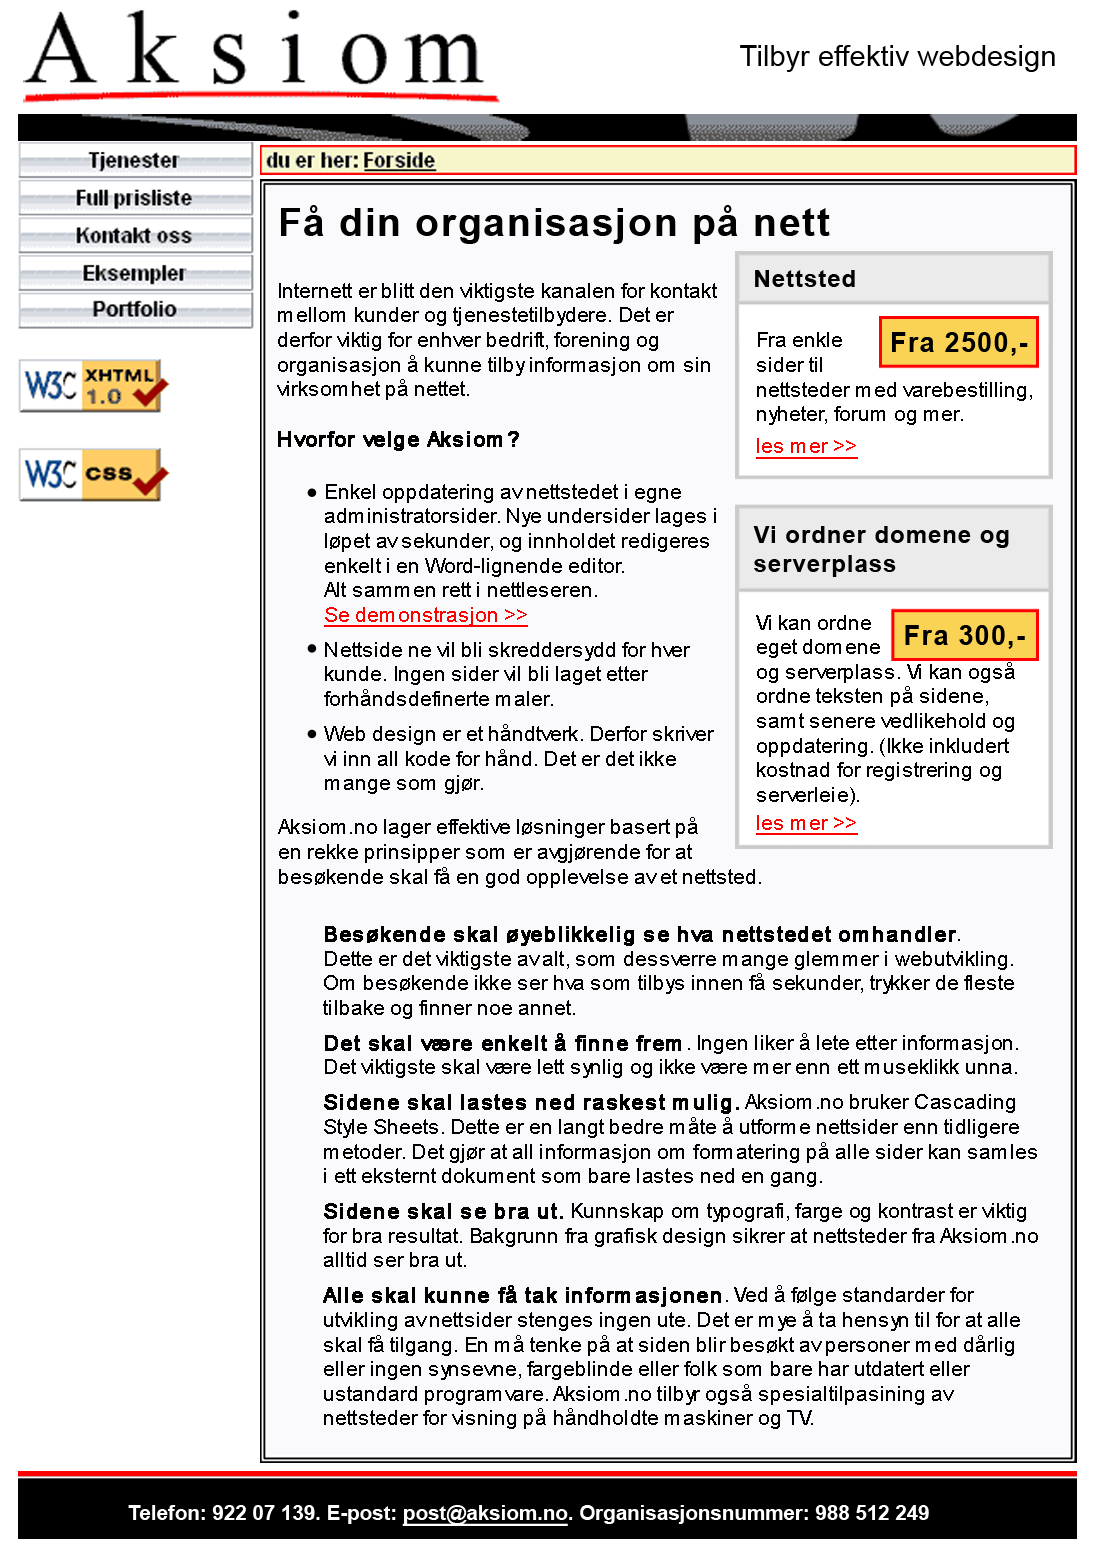 Aksiom
Tilbyr effektiv webdesign
Tjenester
Full prisliste
Kontakt oss
Eksempler
Portfolio
W3C XHTML 1.0
W3C css
du er her: Forside
Få din organisasjon på nett
Internett er blitt den viktigste kanalen for kontakt
mellom kunder og tjenestetilbydere. Det er
derfor viktig for enhver bedrift, forening og
organisasjon å kunne tilby informasjon om sin
virksomhet på nettet.
Hvorfor velge Aksiom?
• Enkel oppdatering av nettstedet i egne
administratorsider. Nye undersider lages i
løpet av sekunder, og innholdet redigeres
enkelt i en Word-lignende editor.
Alt sammen rett i nettleseren.
Se demonstrasjon >>
• Nettside ne vil bli skreddersydd for hver
kunde. Ingen sider vil bli laget etter
forhåndsdefinerte maler.
• Web design er et håndtverk. Derfor skriver
vi inn all kode for hånd. Det er det ikke
mange som gjør.
Nettsted
Fra 2500,-
Fra enkle
sider til
nettsteder med varebestilling,
nyheter, forum og mer.
les mer >>
Vi ordner domene og
serverplass
Fra 300,-
Vi kan ordne
eget domene
og serverplass. Vi kan også
ordne teksten på sidene,
samt senere vedlikehold og
oppdatering. (Ikke inkludert
kostnad for registrering og
serverleie).
les mer >>
Aksiom.no lager effektive løsninger basert på
en rekke prinsipper som er avgjørende for at
besøkende skal få en god opplevelse av et nettsted.
Besøkende skal øyeblikkelig se hva nettstedet omhandler.
Dette er det viktigste av alt, som dessverre mange glemmer i webutvikling.
Om besøkende ikke ser hva som tilbys innen få sekunder, trykker de fleste
tilbake og finner noe annet.
Det skal være enkelt å finne frem. Ingen liker å lete etter informasjon.
Det viktigste skal være lett synlig og ikke være mer enn ett museklikk unna.
Sidene skal lastes ned raskest mulig. Aksiom.no bruker Cascading
Style Sheets. Dette er en langt bedre måte å utforme nettsider enn tidligere
metoder. Det gjør at all informasjon om formatering på alle sider kan samles
i ett eksternt dokument som bare lastes ned en gang.
Sidene skal se bra ut. Kunnskap om typografi, farge og kontrast er viktig
for bra resultat. Bakgrunn fra grafisk design sikrer at nettsteder fra Aksiom.no
alltid ser bra ut.
Alle skal kunne få tak informasjonen. Ved å følge standarder for
utvikling av nettsider stenges ingen ute. Det er mye å ta hensyn til for at alle
skal få tilgang. En må tenke på at siden blir besøkt av personer med dårlig
eller ingen synsevne, fargeblinde eller folk som bare har utdatert eller
ustandard programvare. Aksiom.no tilbyr også spesialtilpasining av
nettsteder for visning på håndholdte maskiner og TV.
Telefon: 922 07 139. E-post: post@aksiom.no. Organisasjonsnummer: 988 512 249